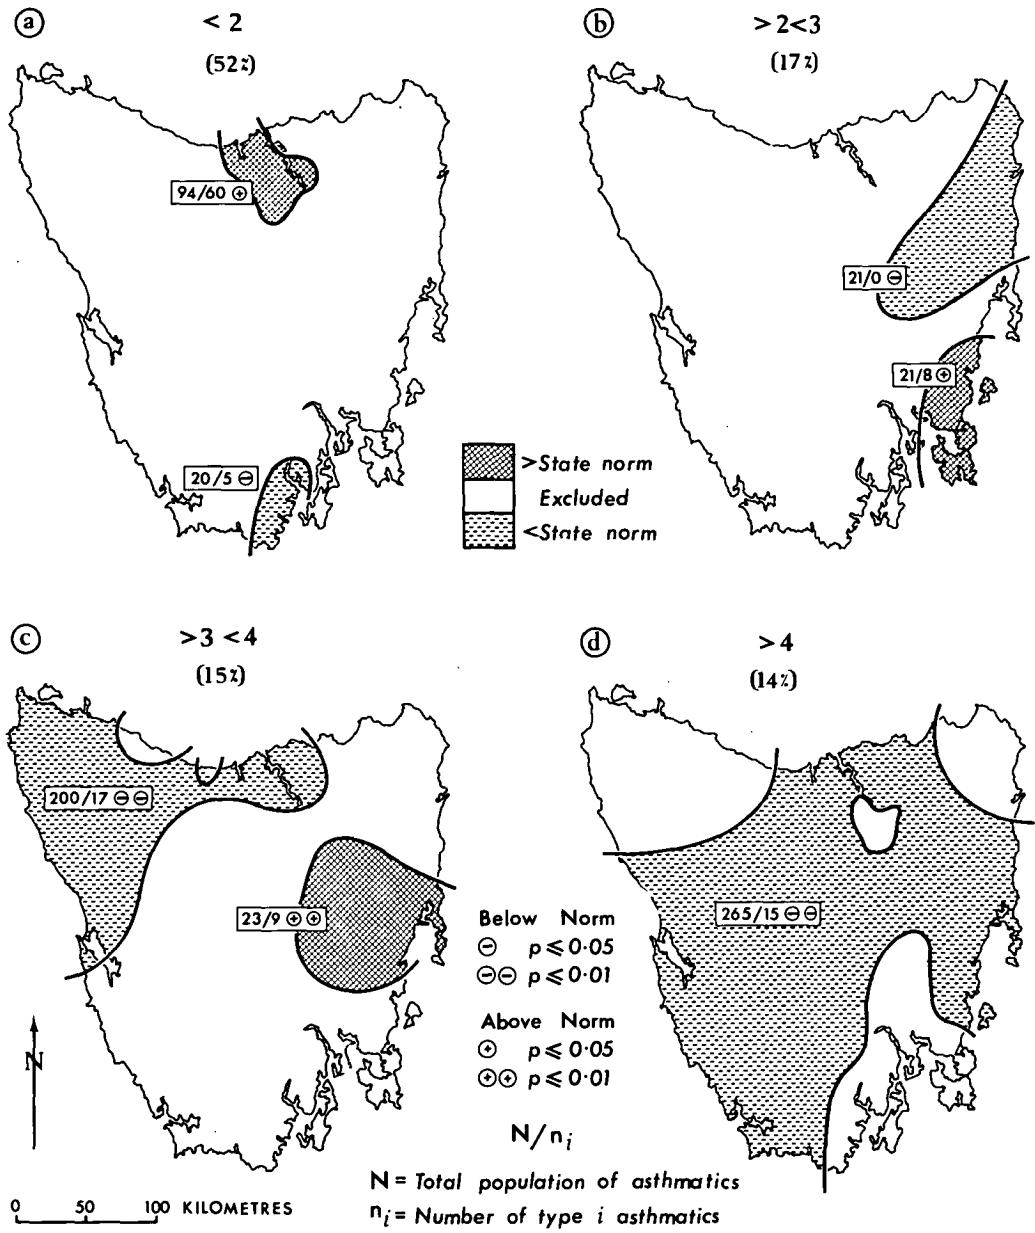 a
< 2
(52%)
94/60 ⊕
20/5 ⊖
b
>2<3
(17%)
21/0 ⊖
21/8 ⊕
>State norm
Excluded
<State norm
c
>3 <4
(15%)
200/17 ⊖⊖
23/9 ⊕⊕
d
>4
(14%)
265/15 ⊖⊖
Below Norm
⊖ p ⩽ 0·05
⊖⊖ p ⩽ 0·01
Above Norm
⊕ p ⩽ 0·05
⊕⊕ p ⩽ 0·01
N
N/nᵢ
N = Total population of asthmatics
nᵢ = Number of type i asthmatics
0 50 100 KILOMETRES